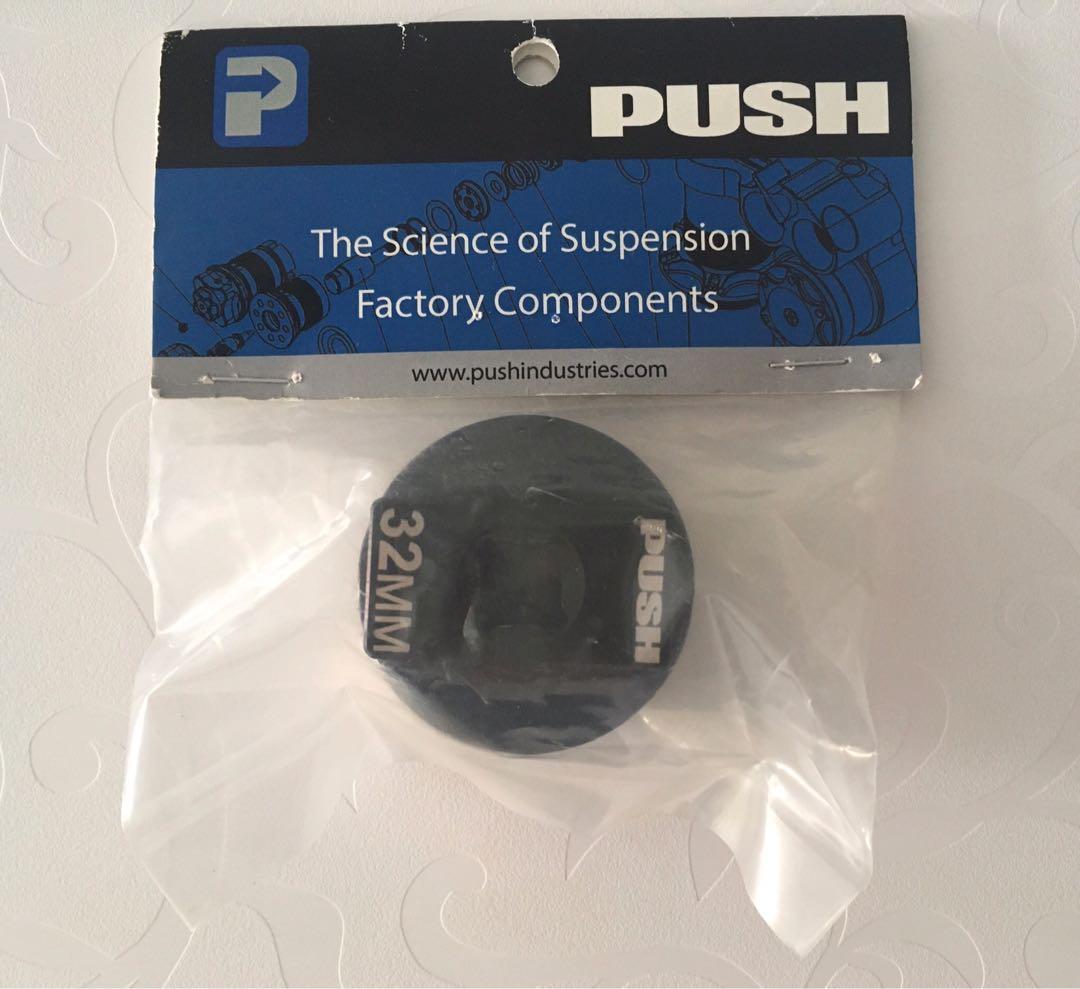 P
PUSH
The Science of Suspension
Factory Components
www.pushindustries.com
32MM
PUSH